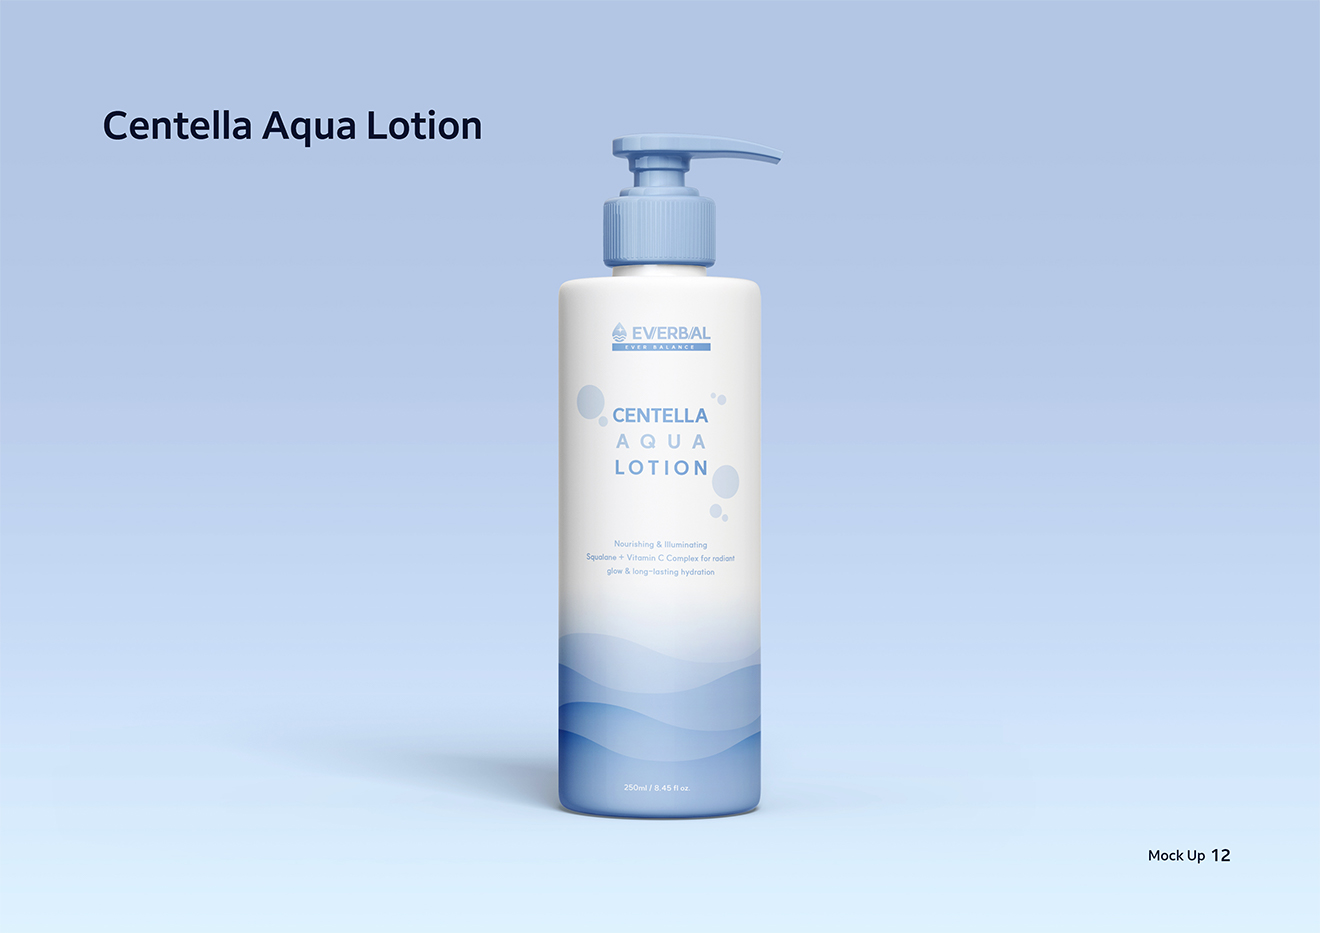 Centella Aqua Lotion
EVERBAL
EVER BALANCE
CENTELLA
AQUA
LOTION
Nourishing & Illuminating
Squalane + Vitamin C Complex for radiant
glow & long-lasting hydration
250ml / 8.45 fl oz.
Mock Up 12